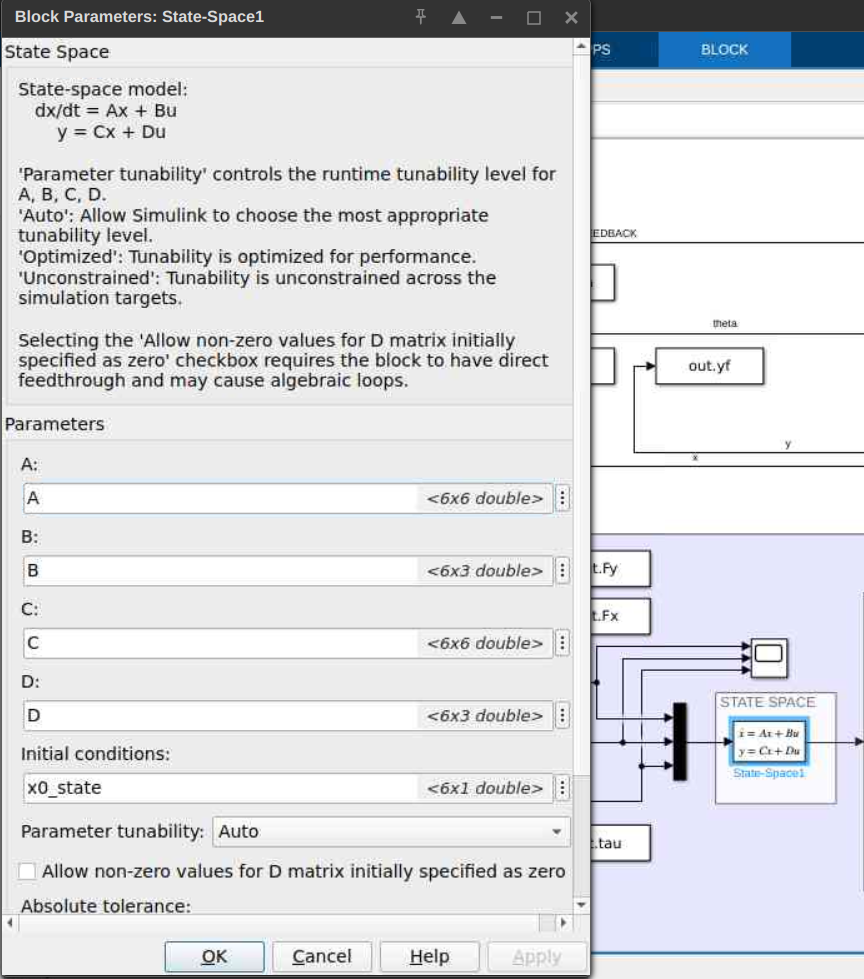 Block Parameters: State-Space1
State Space
State-space model:
dx/dt = Ax + Bu
y = Cx + Du
'Parameter tunability' controls the runtime tunability level for
A, B, C, D.
'Auto': Allow Simulink to choose the most appropriate
tunability level.
'Optimized': Tunability is optimized for performance.
'Unconstrained': Tunability is unconstrained across the
simulation targets.
Selecting the 'Allow non-zero values for D matrix initially
specified as zero' checkbox requires the block to have direct
feedthrough and may cause algebraic loops.
Parameters
A:
A <6x6 double>
B:
B <6x3 double>
C:
C <6x6 double>
D:
D <6x3 double>
Initial conditions:
x0_state <6x1 double>
Parameter tunability: Auto
Allow non-zero values for D matrix initially specified as zero
Absolute tolerance:
OK Cancel Help Apply
PS BLOCK
EDBACK
theta
out.yf
y
x
t.Fy
t.Fx
STATE SPACE
ẋ = Ax + Bu
y = Cx + Du
State-Space1
t.tau